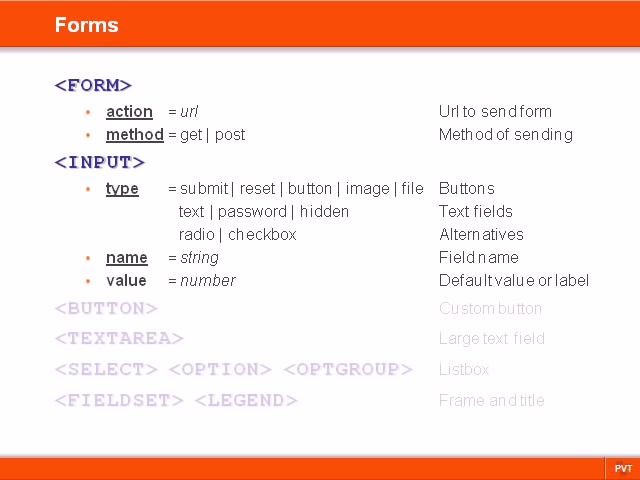 Forms
<FORM>
• action = url Url to send form
• method = get | post Method of sending
<INPUT>
• type = submit | reset | button | image | file Buttons
text | password | hidden Text fields
radio | checkbox Alternatives
• name = string Field name
• value = number Default value or label
<BUTTON> Custom button
<TEXTAREA> Large text field
<SELECT> <OPTION> <OPTGROUP> Listbox
<FIELDSET> <LEGEND> Frame and title
PVT